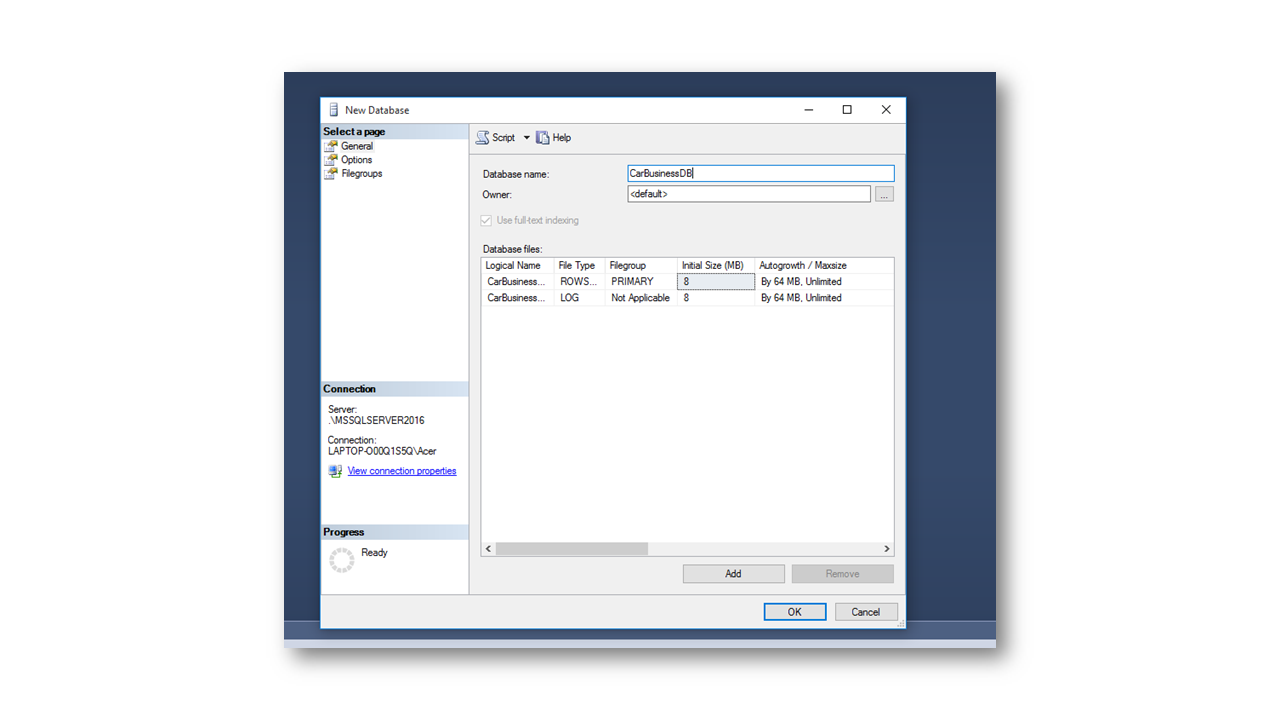 New Database
Select a page
General
Options
Filegroups
Script Help
Database name: CarBusinessDB
Owner: <default> ...
Use full-text indexing
Database files:
Logical Name File Type Filegroup Initial Size (MB) Autogrowth / Maxsize
CarBusiness... ROWS... PRIMARY 8 By 64 MB, Unlimited
CarBusiness... LOG Not Applicable 8 By 64 MB, Unlimited
Connection
Server:
.\MSSQLSERVER2016
Connection:
LAPTOP-O00Q1S5Q\Acer
View connection properties
Progress
Ready
Add Remove
OK Cancel